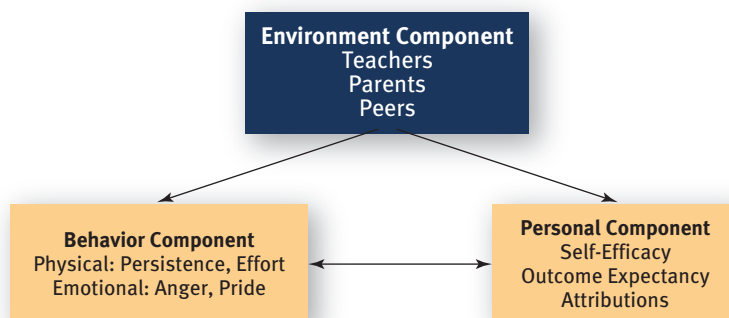 Environment Component
Teachers
Parents
Peers
Behavior Component
Physical: Persistence, Effort
Emotional: Anger, Pride
Personal Component
Self-Efficacy
Outcome Expectancy
Attributions